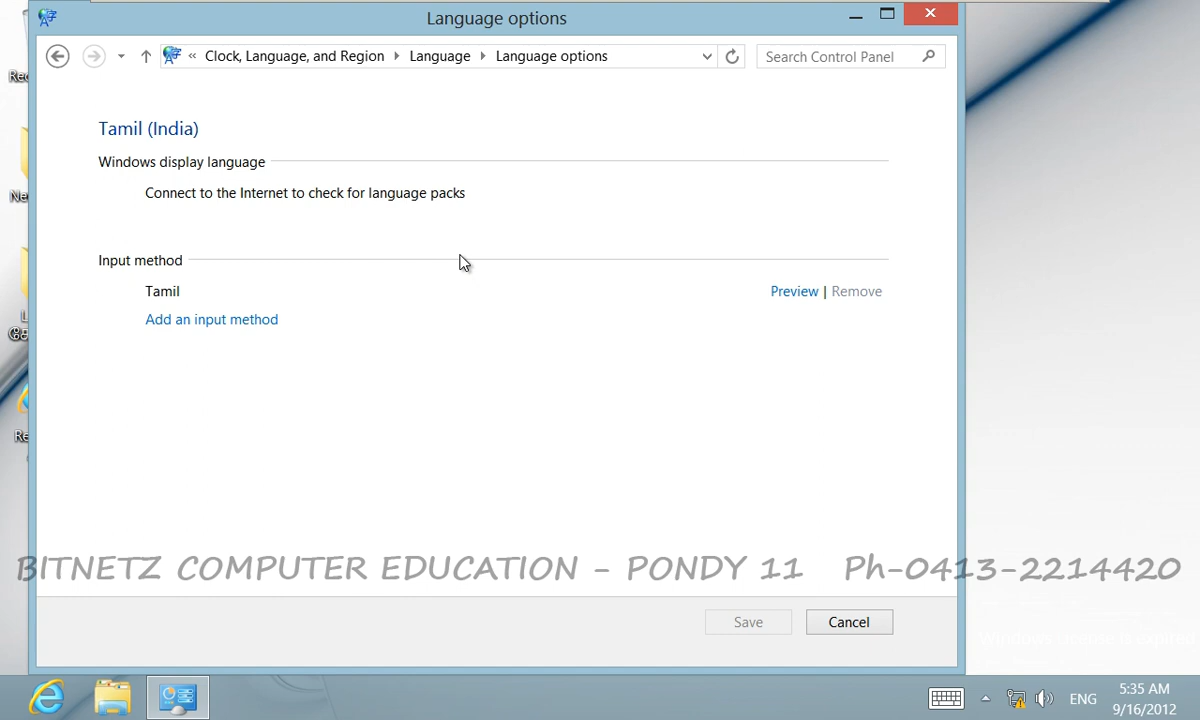 Language options
« Clock, Language, and Region Language Language options
Search Control Panel
Tamil (India)
Windows display language
Connect to the Internet to check for language packs
Input method
Tamil
Preview | Remove
Add an input method
BITNETZ COMPUTER EDUCATION - PONDY 11 Ph-0413-2214420
Save
Cancel
ENG
5:35 AM
9/16/2012